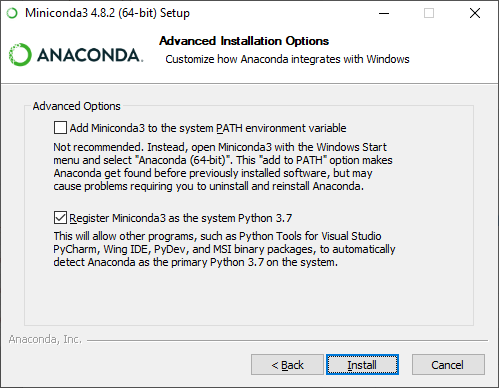 Miniconda3 4.8.2 (64-bit) Setup
ANACONDA.
Advanced Installation Options
Customize how Anaconda integrates with Windows
Advanced Options
Add Miniconda3 to the system PATH environment variable
Not recommended. Instead, open Miniconda3 with the Windows Start
menu and select "Anaconda (64-bit)". This "add to PATH" option makes
Anaconda get found before previously installed software, but may
cause problems requiring you to uninstall and reinstall Anaconda.
Register Miniconda3 as the system Python 3.7
This will allow other programs, such as Python Tools for Visual Studio
PyCharm, Wing IDE, PyDev, and MSI binary packages, to automatically
detect Anaconda as the primary Python 3.7 on the system.
Anaconda, Inc.
< Back
Install
Cancel